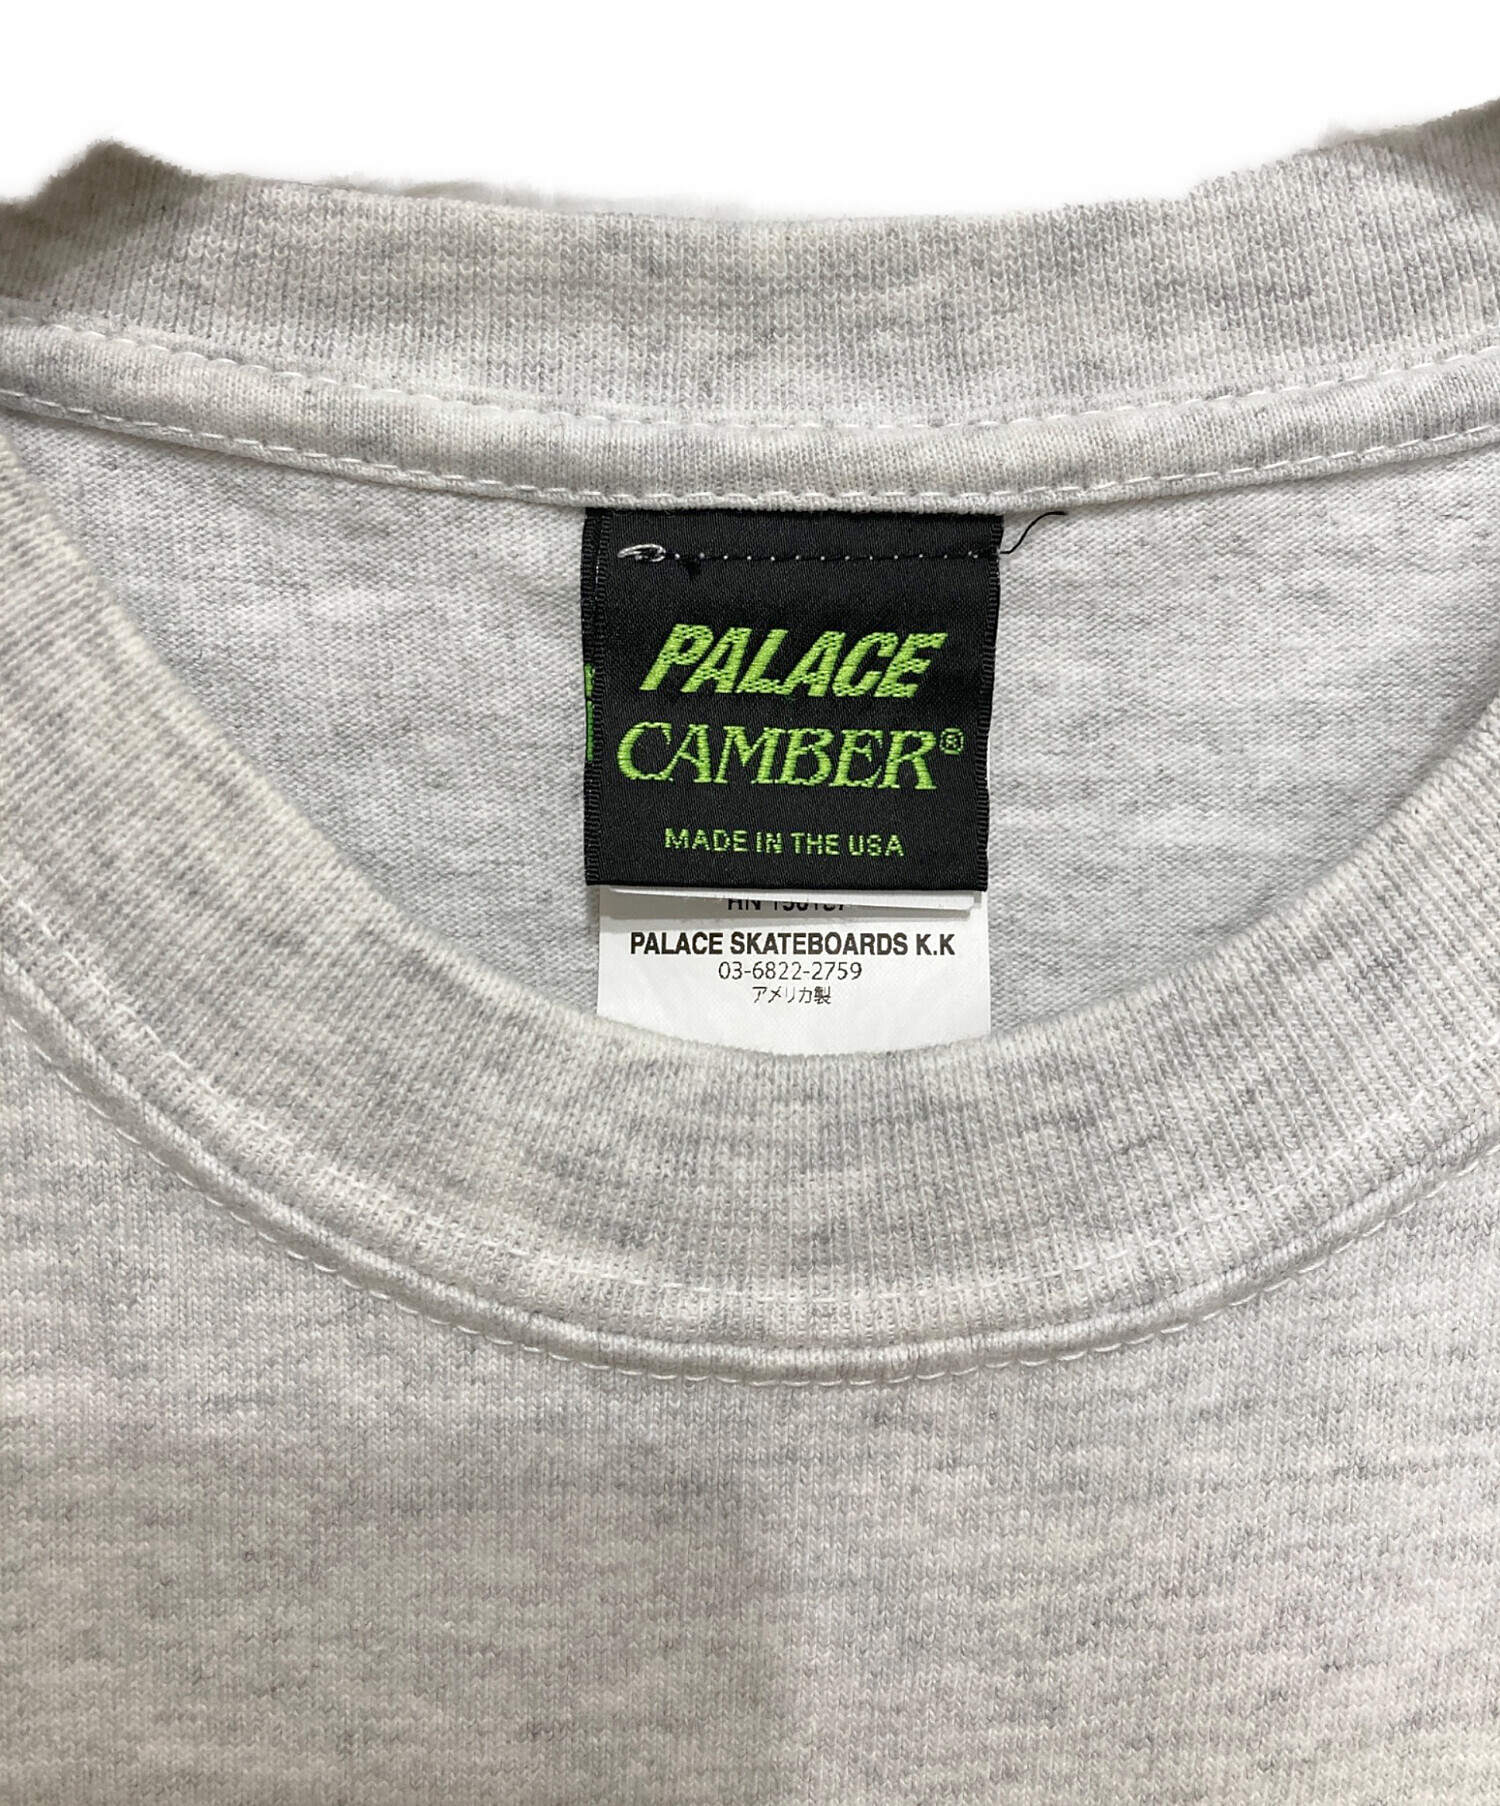 PALACE
CAMBER®
MADE IN THE USA
PALACE SKATEBOARDS K.K
03-6822-2759
アメリカ製